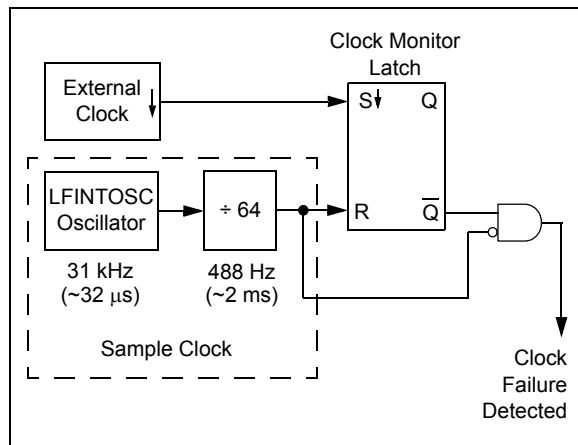 Clock Monitor
Latch
External
Clock
S
Q
LFINTOSC
Oscillator
÷ 64
R
Q̅
31 kHz
(~32 μs)
488 Hz
(~2 ms)
Sample Clock
Clock
Failure
Detected